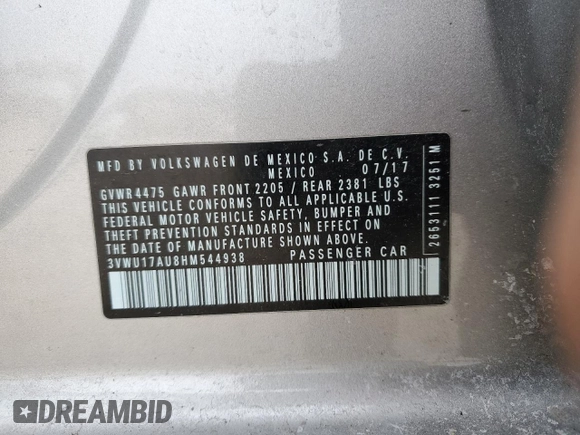 MFD BY VOLKSWAGEN DE MEXICO S.A. DE C.V.
MEXICO 07/17
GVWR4475 GAWR FRONT 2205 / REAR 2381 LBS
THIS VEHICLE CONFORMS TO ALL APPLICABLE U.S.
FEDERAL MOTOR VEHICLE SAFETY, BUMPER AND
THEFT PREVENTION STANDARDS IN EFFECT ON
THE DATE OF MANUFACTURE SHOWN ABOVE.
3VWU17AU8HM544938 PASSENGER CAR
2653111 3251 M
DREAMBID